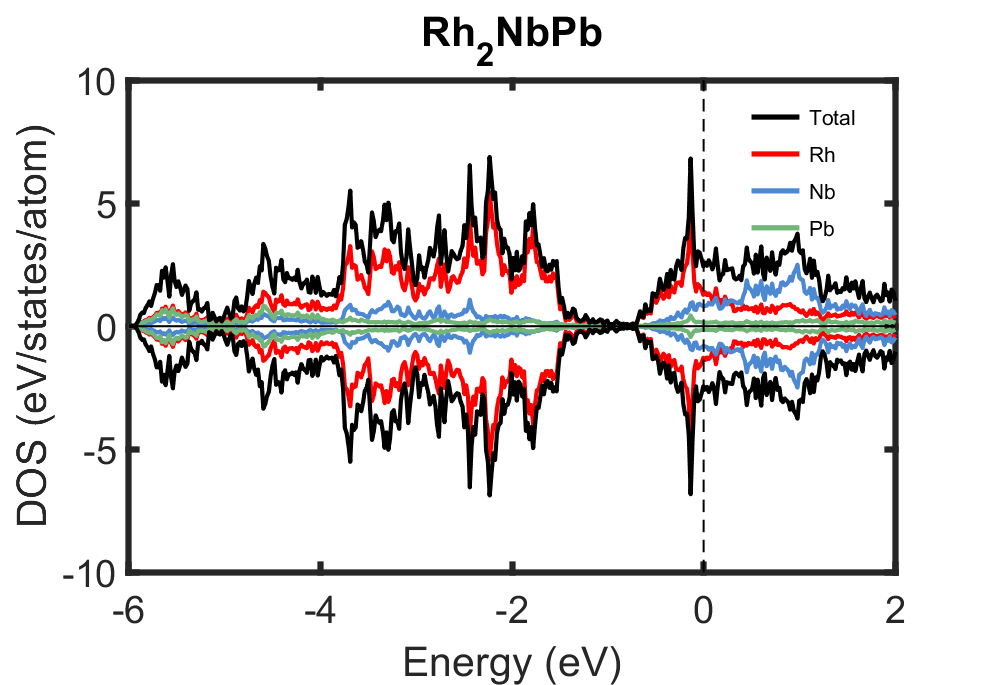 Rh₂NbPb
10
5
0
-5
-10
DOS (eV/states/atom)
Total
Rh
Nb
Pb
-6 -4 -2 0 2
Energy (eV)